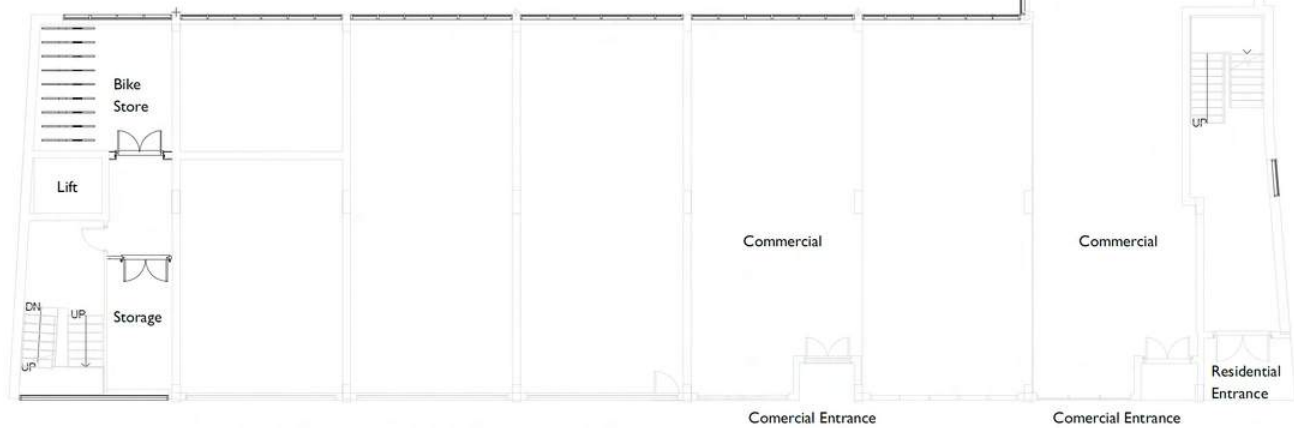 Bike
Store
UP
Lift
Commercial
Commercial
DN
UP
Storage
UP
Residential
Entrance
Comercial Entrance
Comercial Entrance